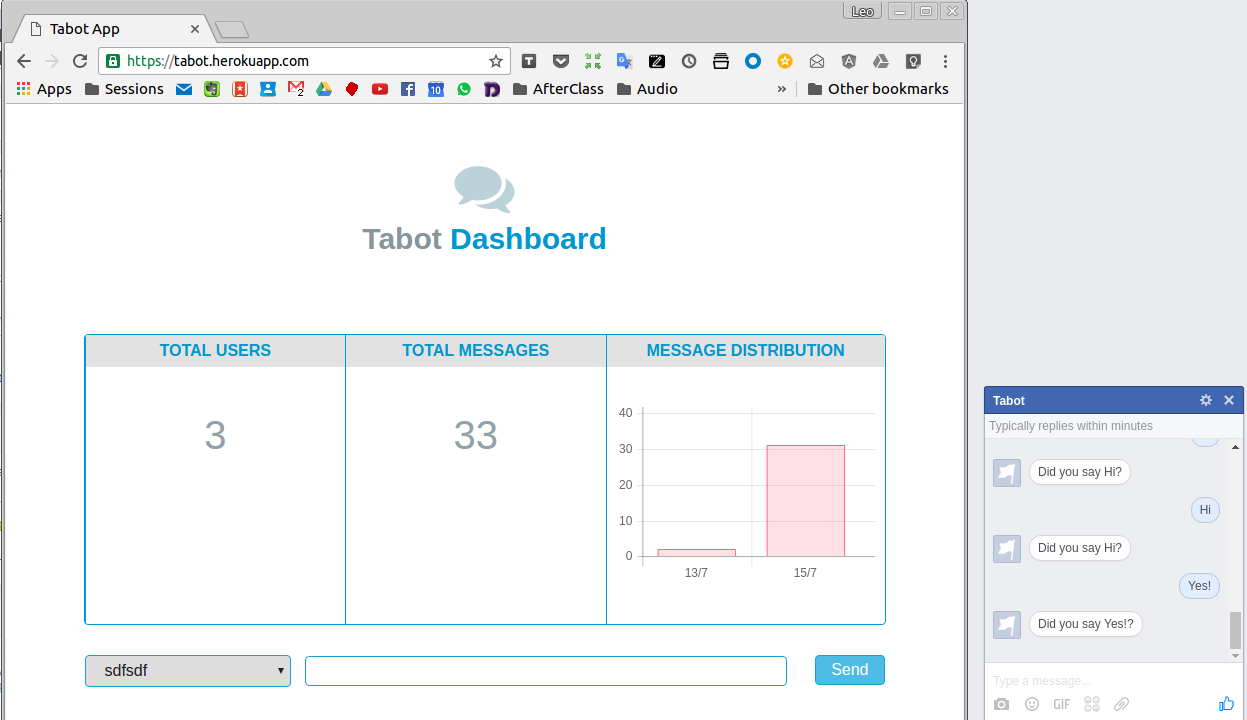 Leo
Tabot App
https://tabot.herokuapp.com
Apps Sessions 2 10 AfterClass Audio » Other bookmarks
Tabot Dashboard
TOTAL USERS TOTAL MESSAGES MESSAGE DISTRIBUTION
3 33
40
30
20
10
0
13/7 15/7
sdfsdf Send
Tabot
Typically replies within minutes
Did you say Hi?
Hi
Did you say Hi?
Yes!
Did you say Yes!?
Type a message...
GIF